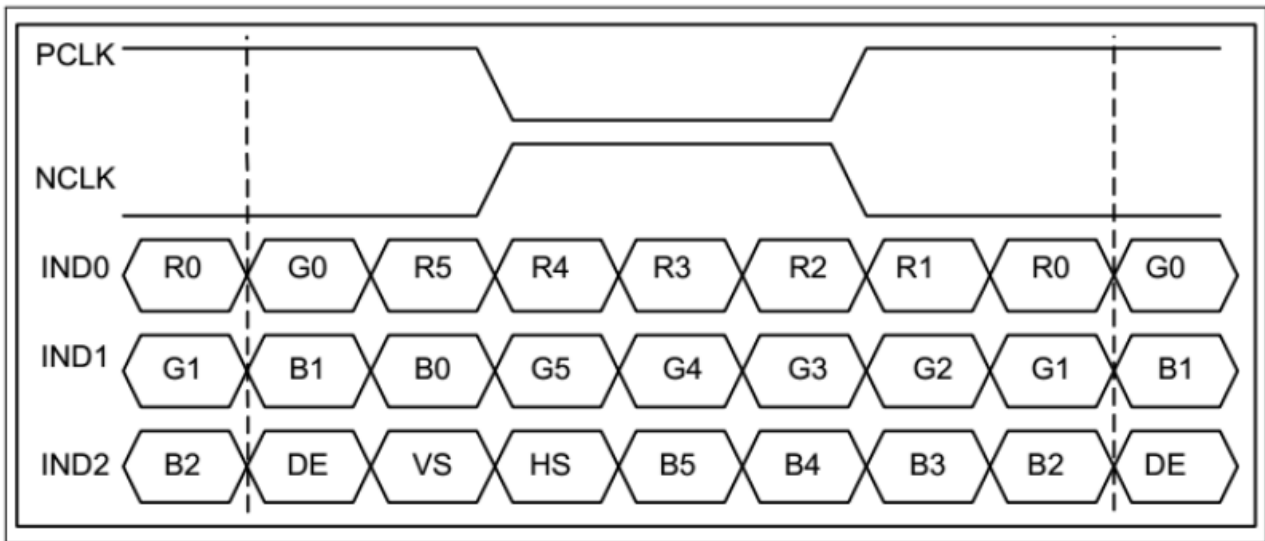 PCLK
NCLK
IND0 R0 G0 R5 R4 R3 R2 R1 R0 G0
IND1 G1 B1 B0 G5 G4 G3 G2 G1 B1
IND2 B2 DE VS HS B5 B4 B3 B2 DE